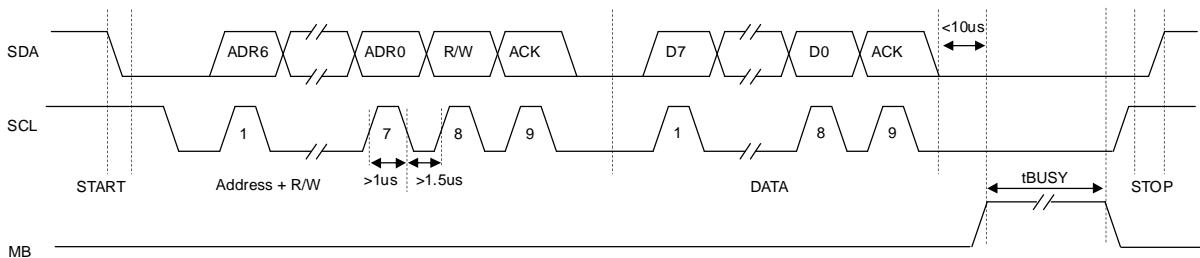 <10us
SDA ADR6 ADR0 R/W ACK D7 D0 ACK
SCL 1 7 8 9 1 8 9
>1us >1.5us
START Address + R/W DATA tBUSY STOP
MB